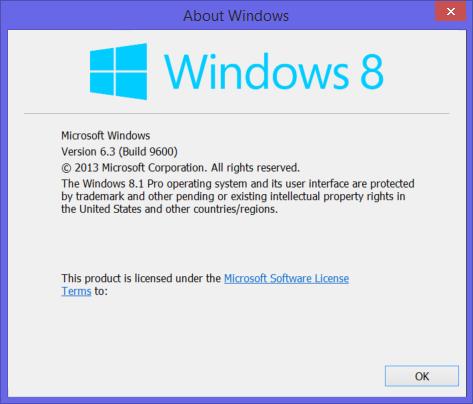 About Windows
Windows 8
Microsoft Windows
Version 6.3 (Build 9600)
© 2013 Microsoft Corporation. All rights reserved.
The Windows 8.1 Pro operating system and its user interface are protected
by trademark and other pending or existing intellectual property rights in
the United States and other countries/regions.
This product is licensed under the Microsoft Software License
Terms to:
OK